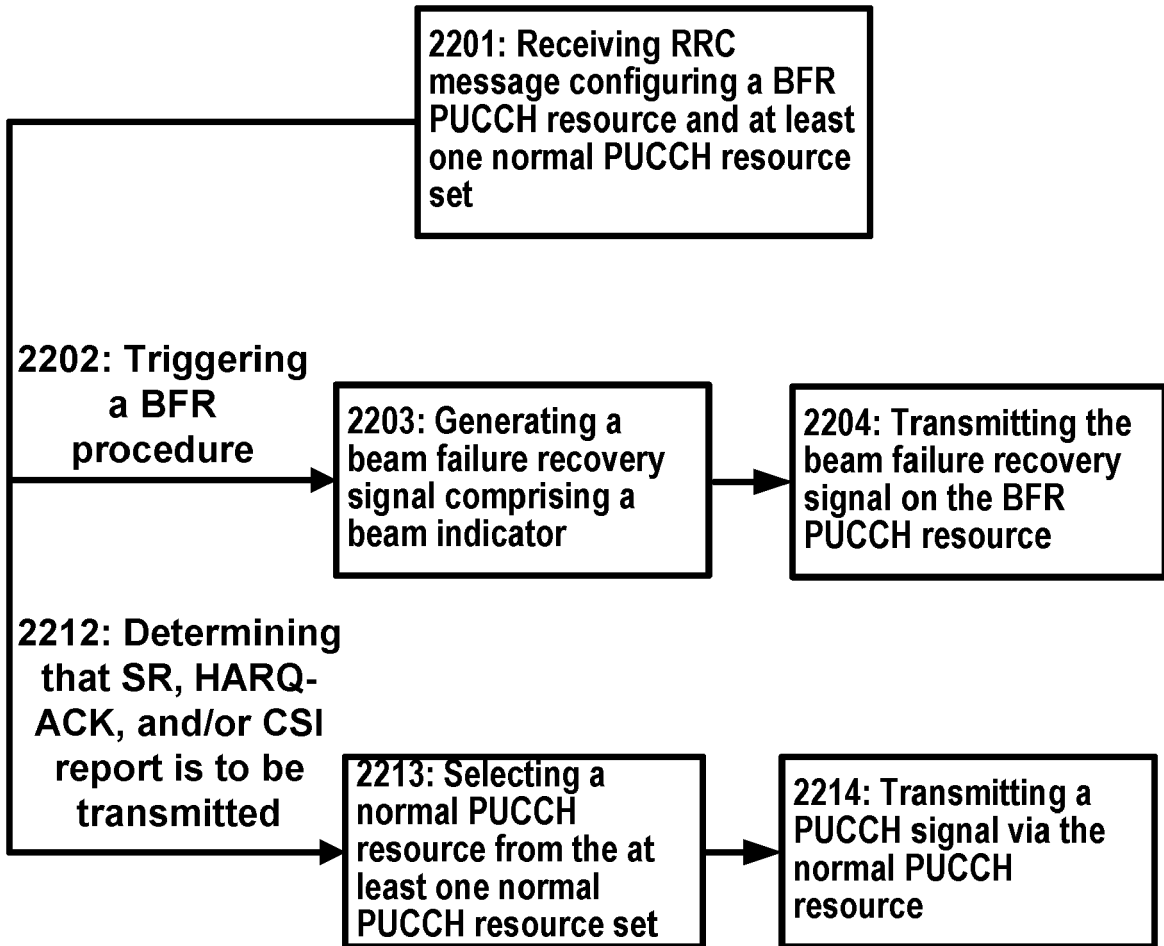 2201: Receiving RRC
message configuring a BFR
PUCCH resource and at least
one normal PUCCH resource
set
2202: Triggering
a BFR
procedure
2203: Generating a
beam failure recovery
signal comprising a
beam indicator
2204: Transmitting the
beam failure recovery
signal on the BFR
PUCCH resource
2212: Determining
that SR, HARQ-
ACK, and/or CSI
report is to be
transmitted
2213: Selecting a
normal PUCCH
resource from the at
least one normal
PUCCH resource set
2214: Transmitting a
PUCCH signal via the
normal PUCCH
resource